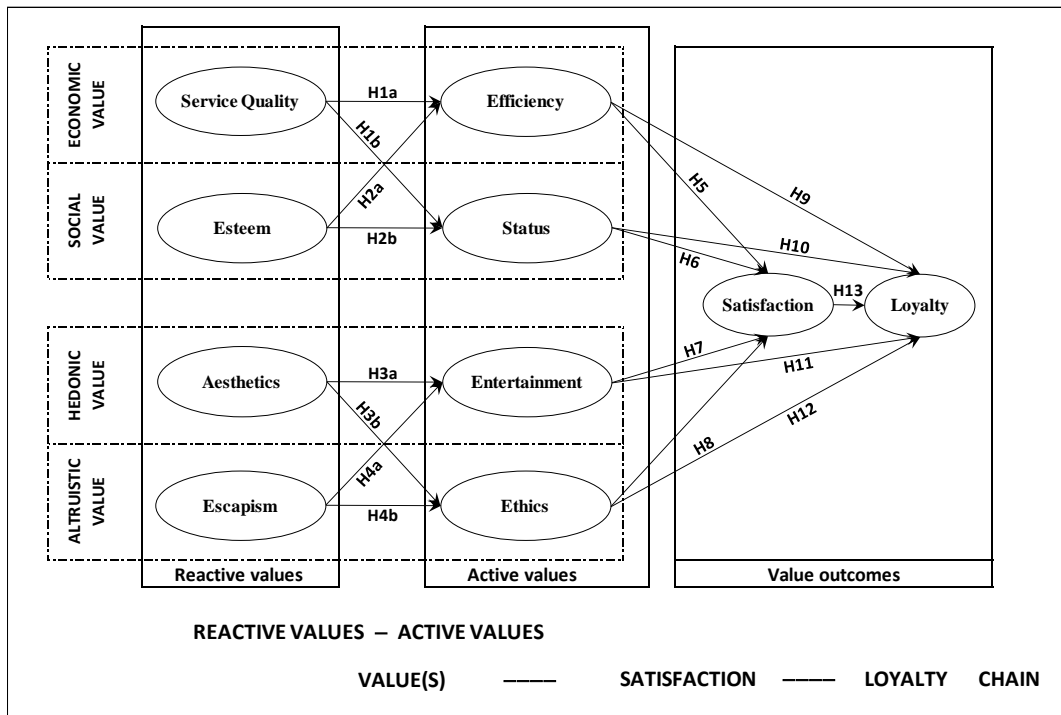 ECONOMIC
VALUE
Service Quality
H1a
Efficiency
H1b
H2a
SOCIAL
VALUE
Esteem
H2b
Status
H5
H9
H10
H6
Satisfaction
H13
Loyalty
HEDONIC
VALUE
Aesthetics
H3a
Entertainment
H7
H11
H3b
H4a
H12
H8
ALTRUISTIC
VALUE
Escapism
H4b
Ethics
Reactive values
Active values
Value outcomes
REACTIVE VALUES – ACTIVE VALUES
VALUE(S) –––– SATISFACTION –––– LOYALTY CHAIN